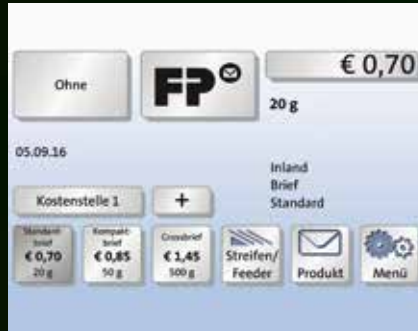 € 0,70
Ohne
FP
20 g
05.09.16
Inland
Brief
Standard
Kostenstelle 1
+
Standard-
brief
€ 0,70
20 g
Kompakt-
brief
€ 0,85
50 g
Grossbrief
€ 1,45
500 g
Streifen/
Feeder
Produkt
Menü